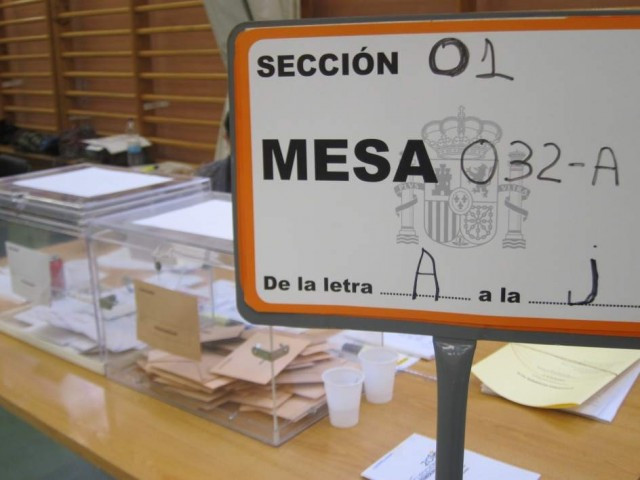 SECCIÓN 01
MESA 032-A
De la letra A a la J